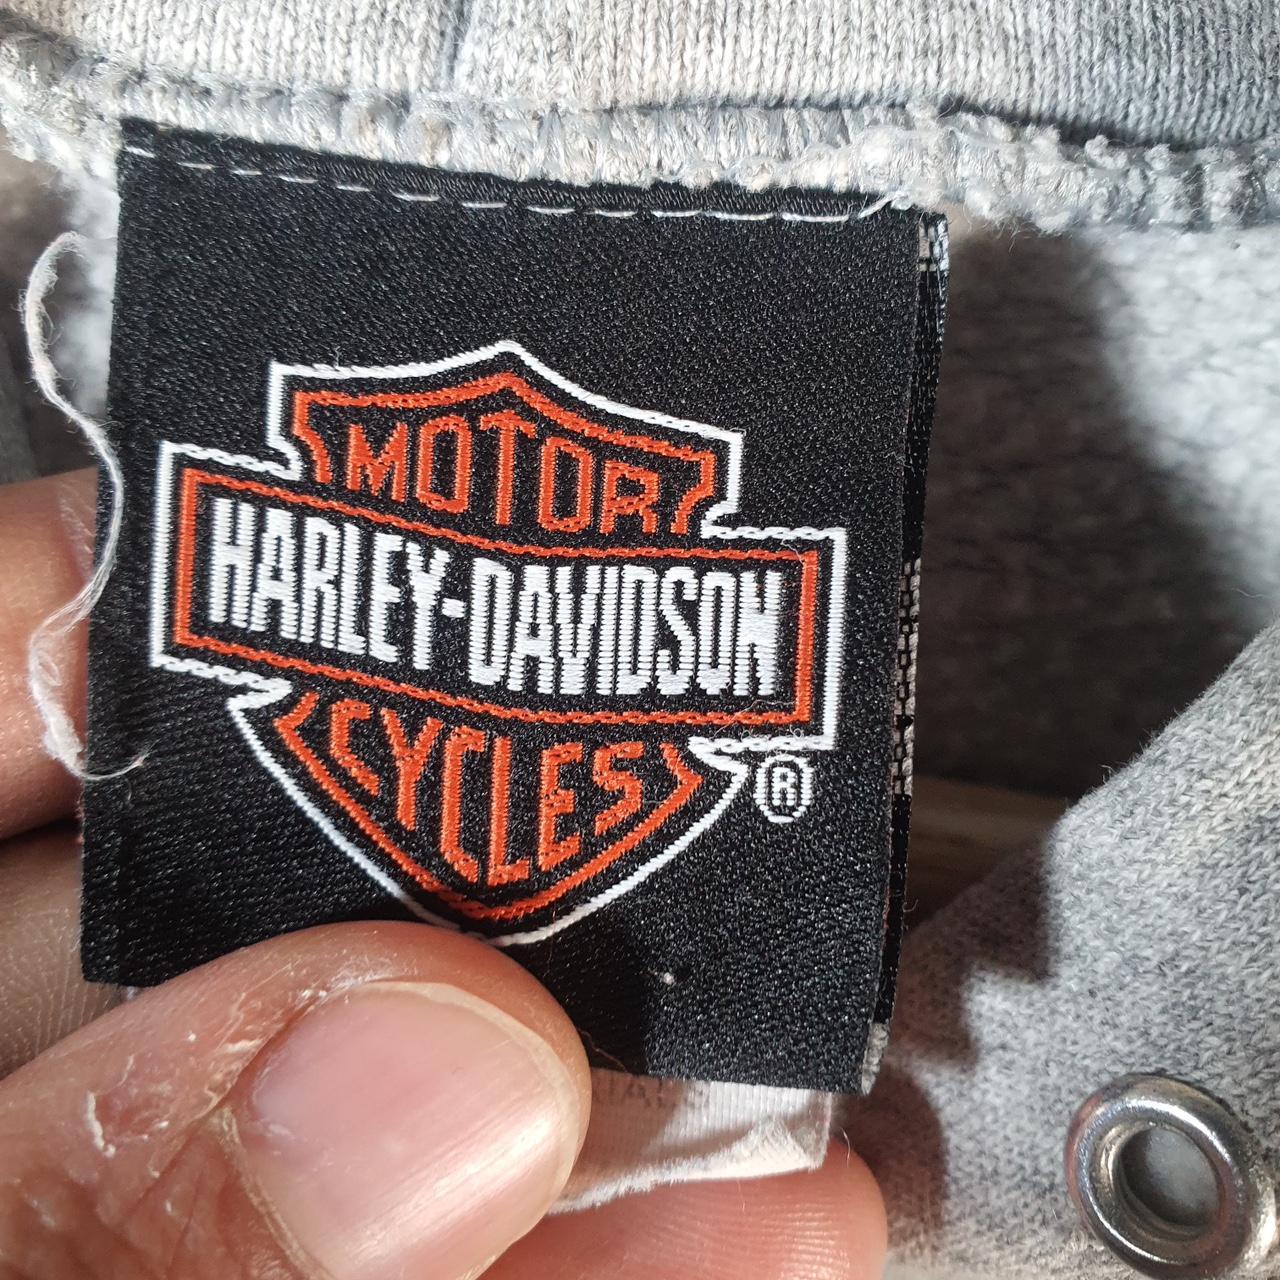 MOTOR
HARLEY-DAVIDSON
CYCLES
®